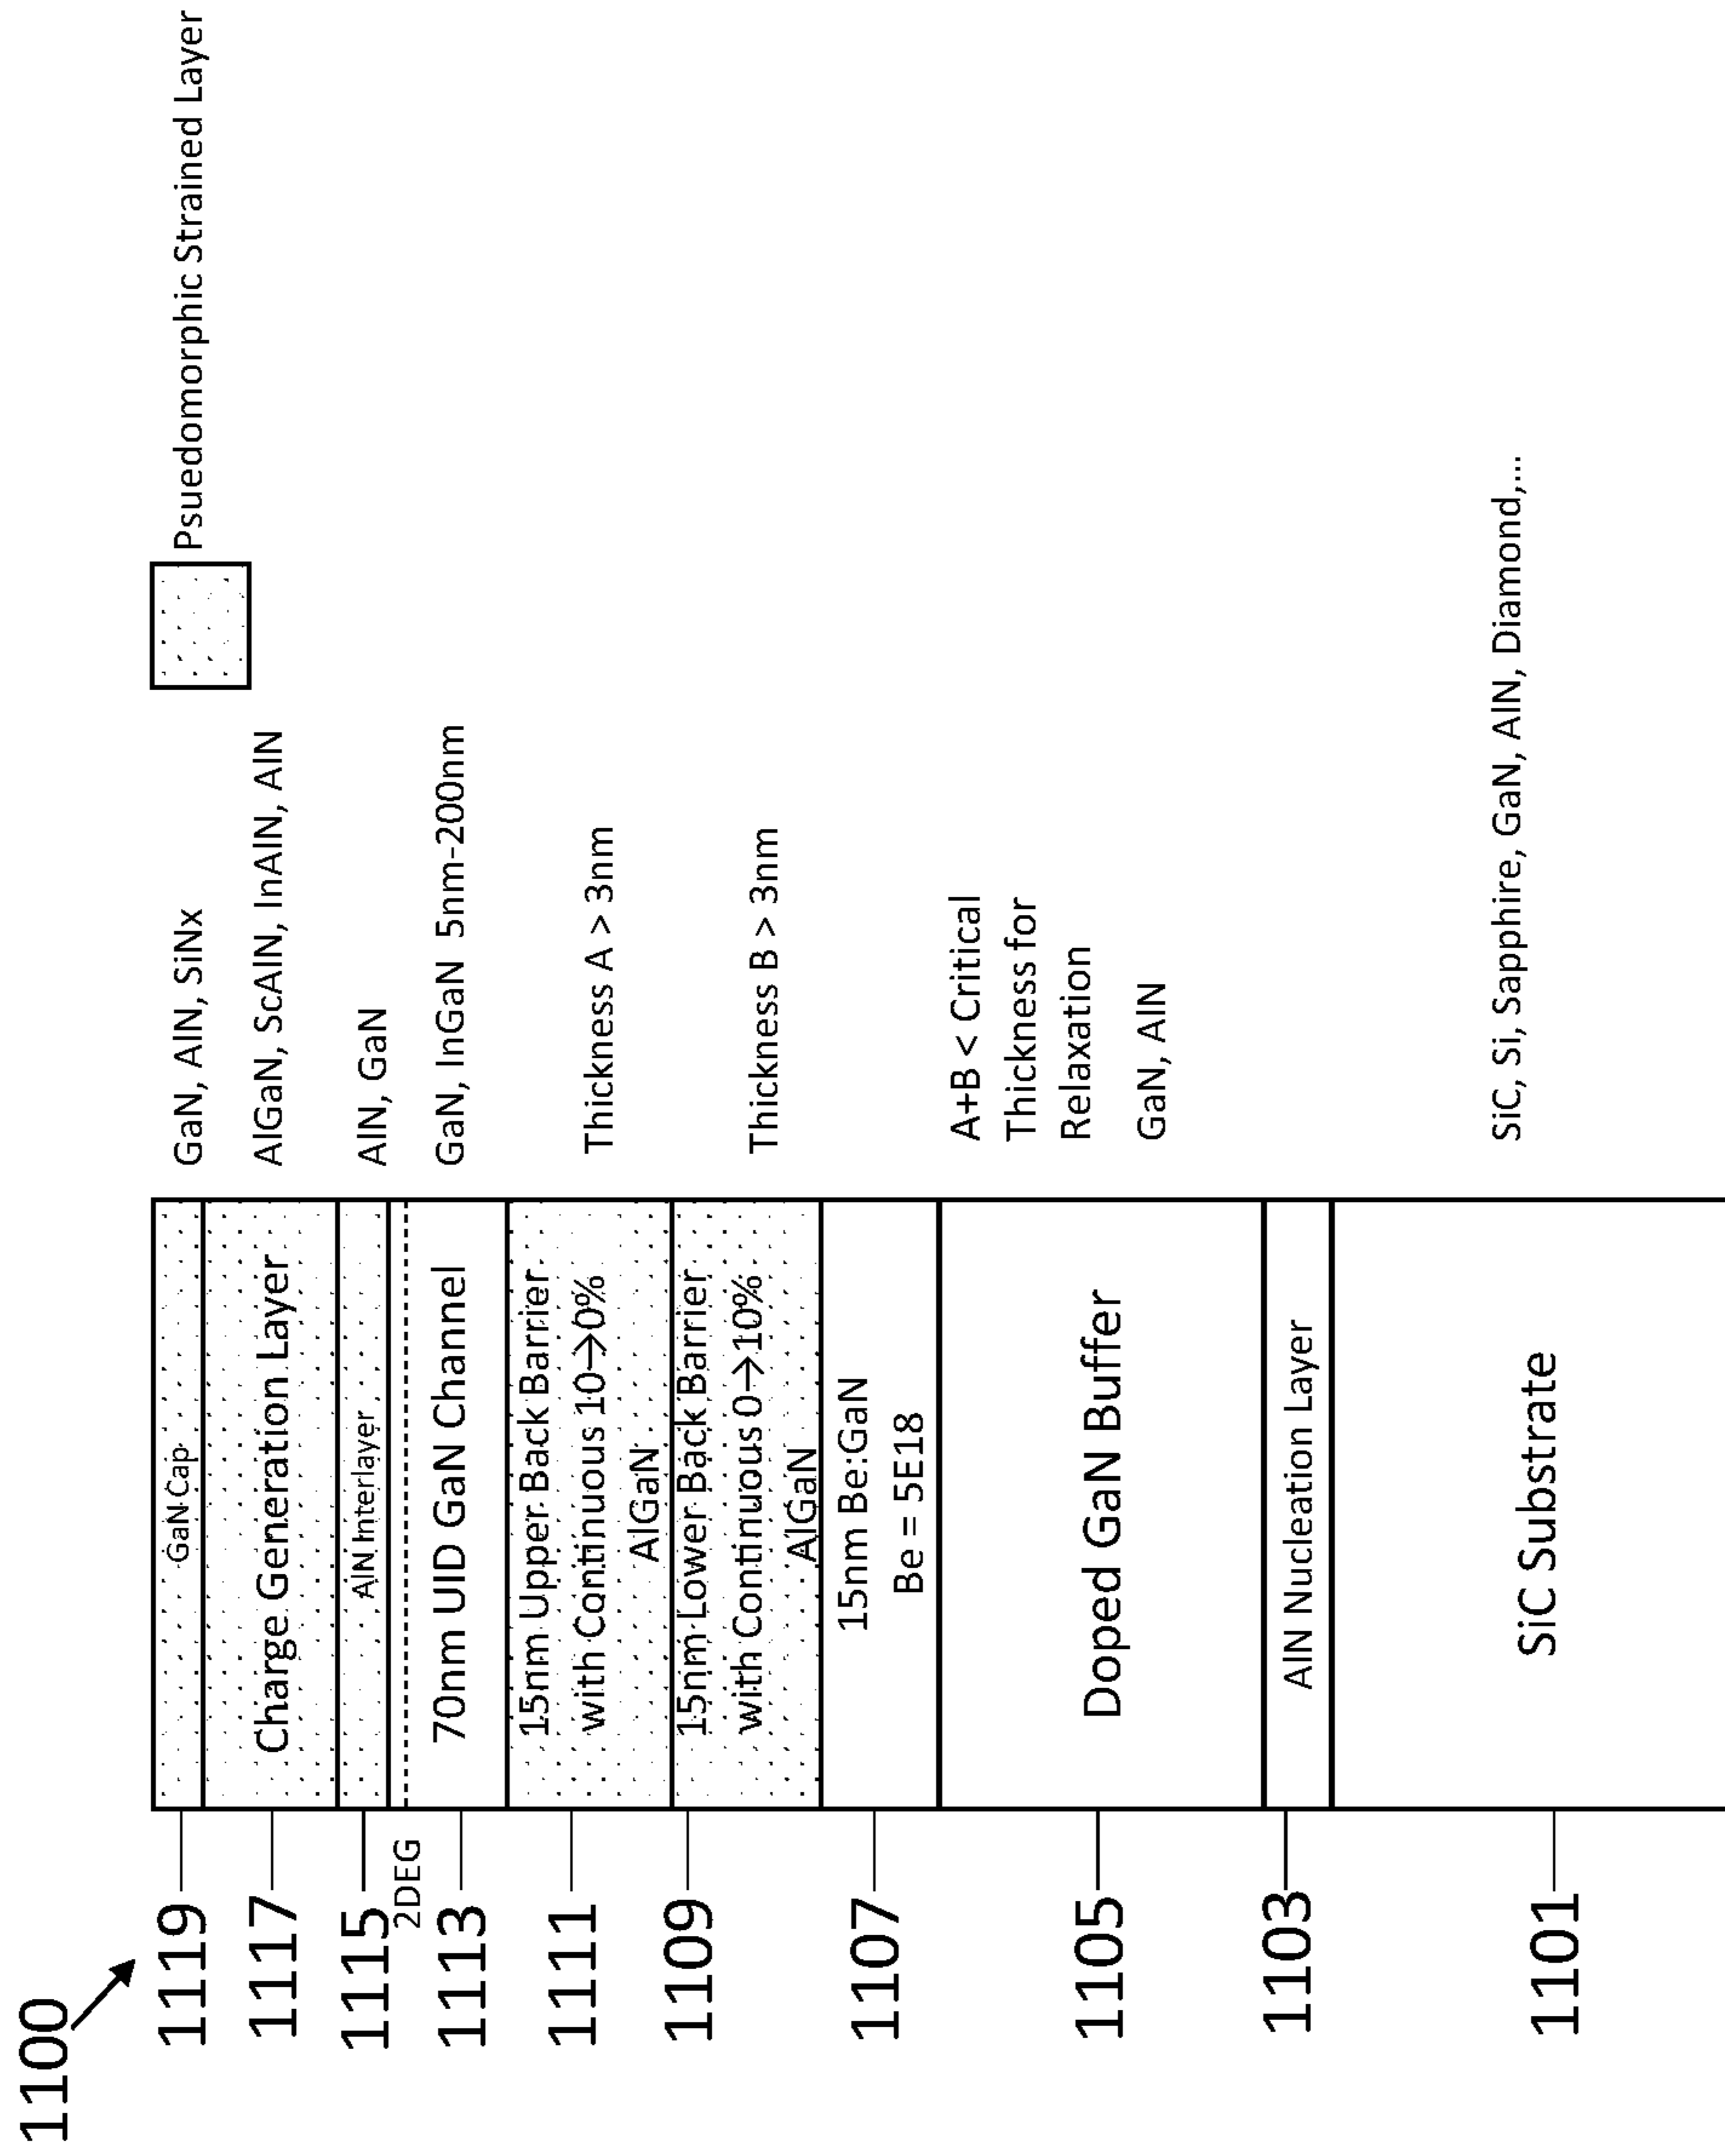 1100
Psuedomorphic Strained Layer
1119
GaN Cap
GaN, AlN, SiNx
1117
Charge Generation Layer
AlGaN, ScAlN, InAlN, AlN
1115
AlN Interlayer
AlN, GaN
2DEG
1113
70nm UID GaN Channel
GaN, InGaN 5nm-200nm
1111
15nm Upper Back Barrier
with Continuous 10→0%
AlGaN
Thickness A > 3nm
1109
15nm Lower Back Barrier
with Continuous 0→10%
AlGaN
Thickness B > 3nm
1107
15nm Be:GaN
Be = 5E18
A+B < Critical
Thickness for
Relaxation
1105
Doped GaN Buffer
GaN, AlN
1103
AlN Nucleation Layer
1101
SiC Substrate
SiC, Si, Sapphire, GaN, AlN, Diamond,...